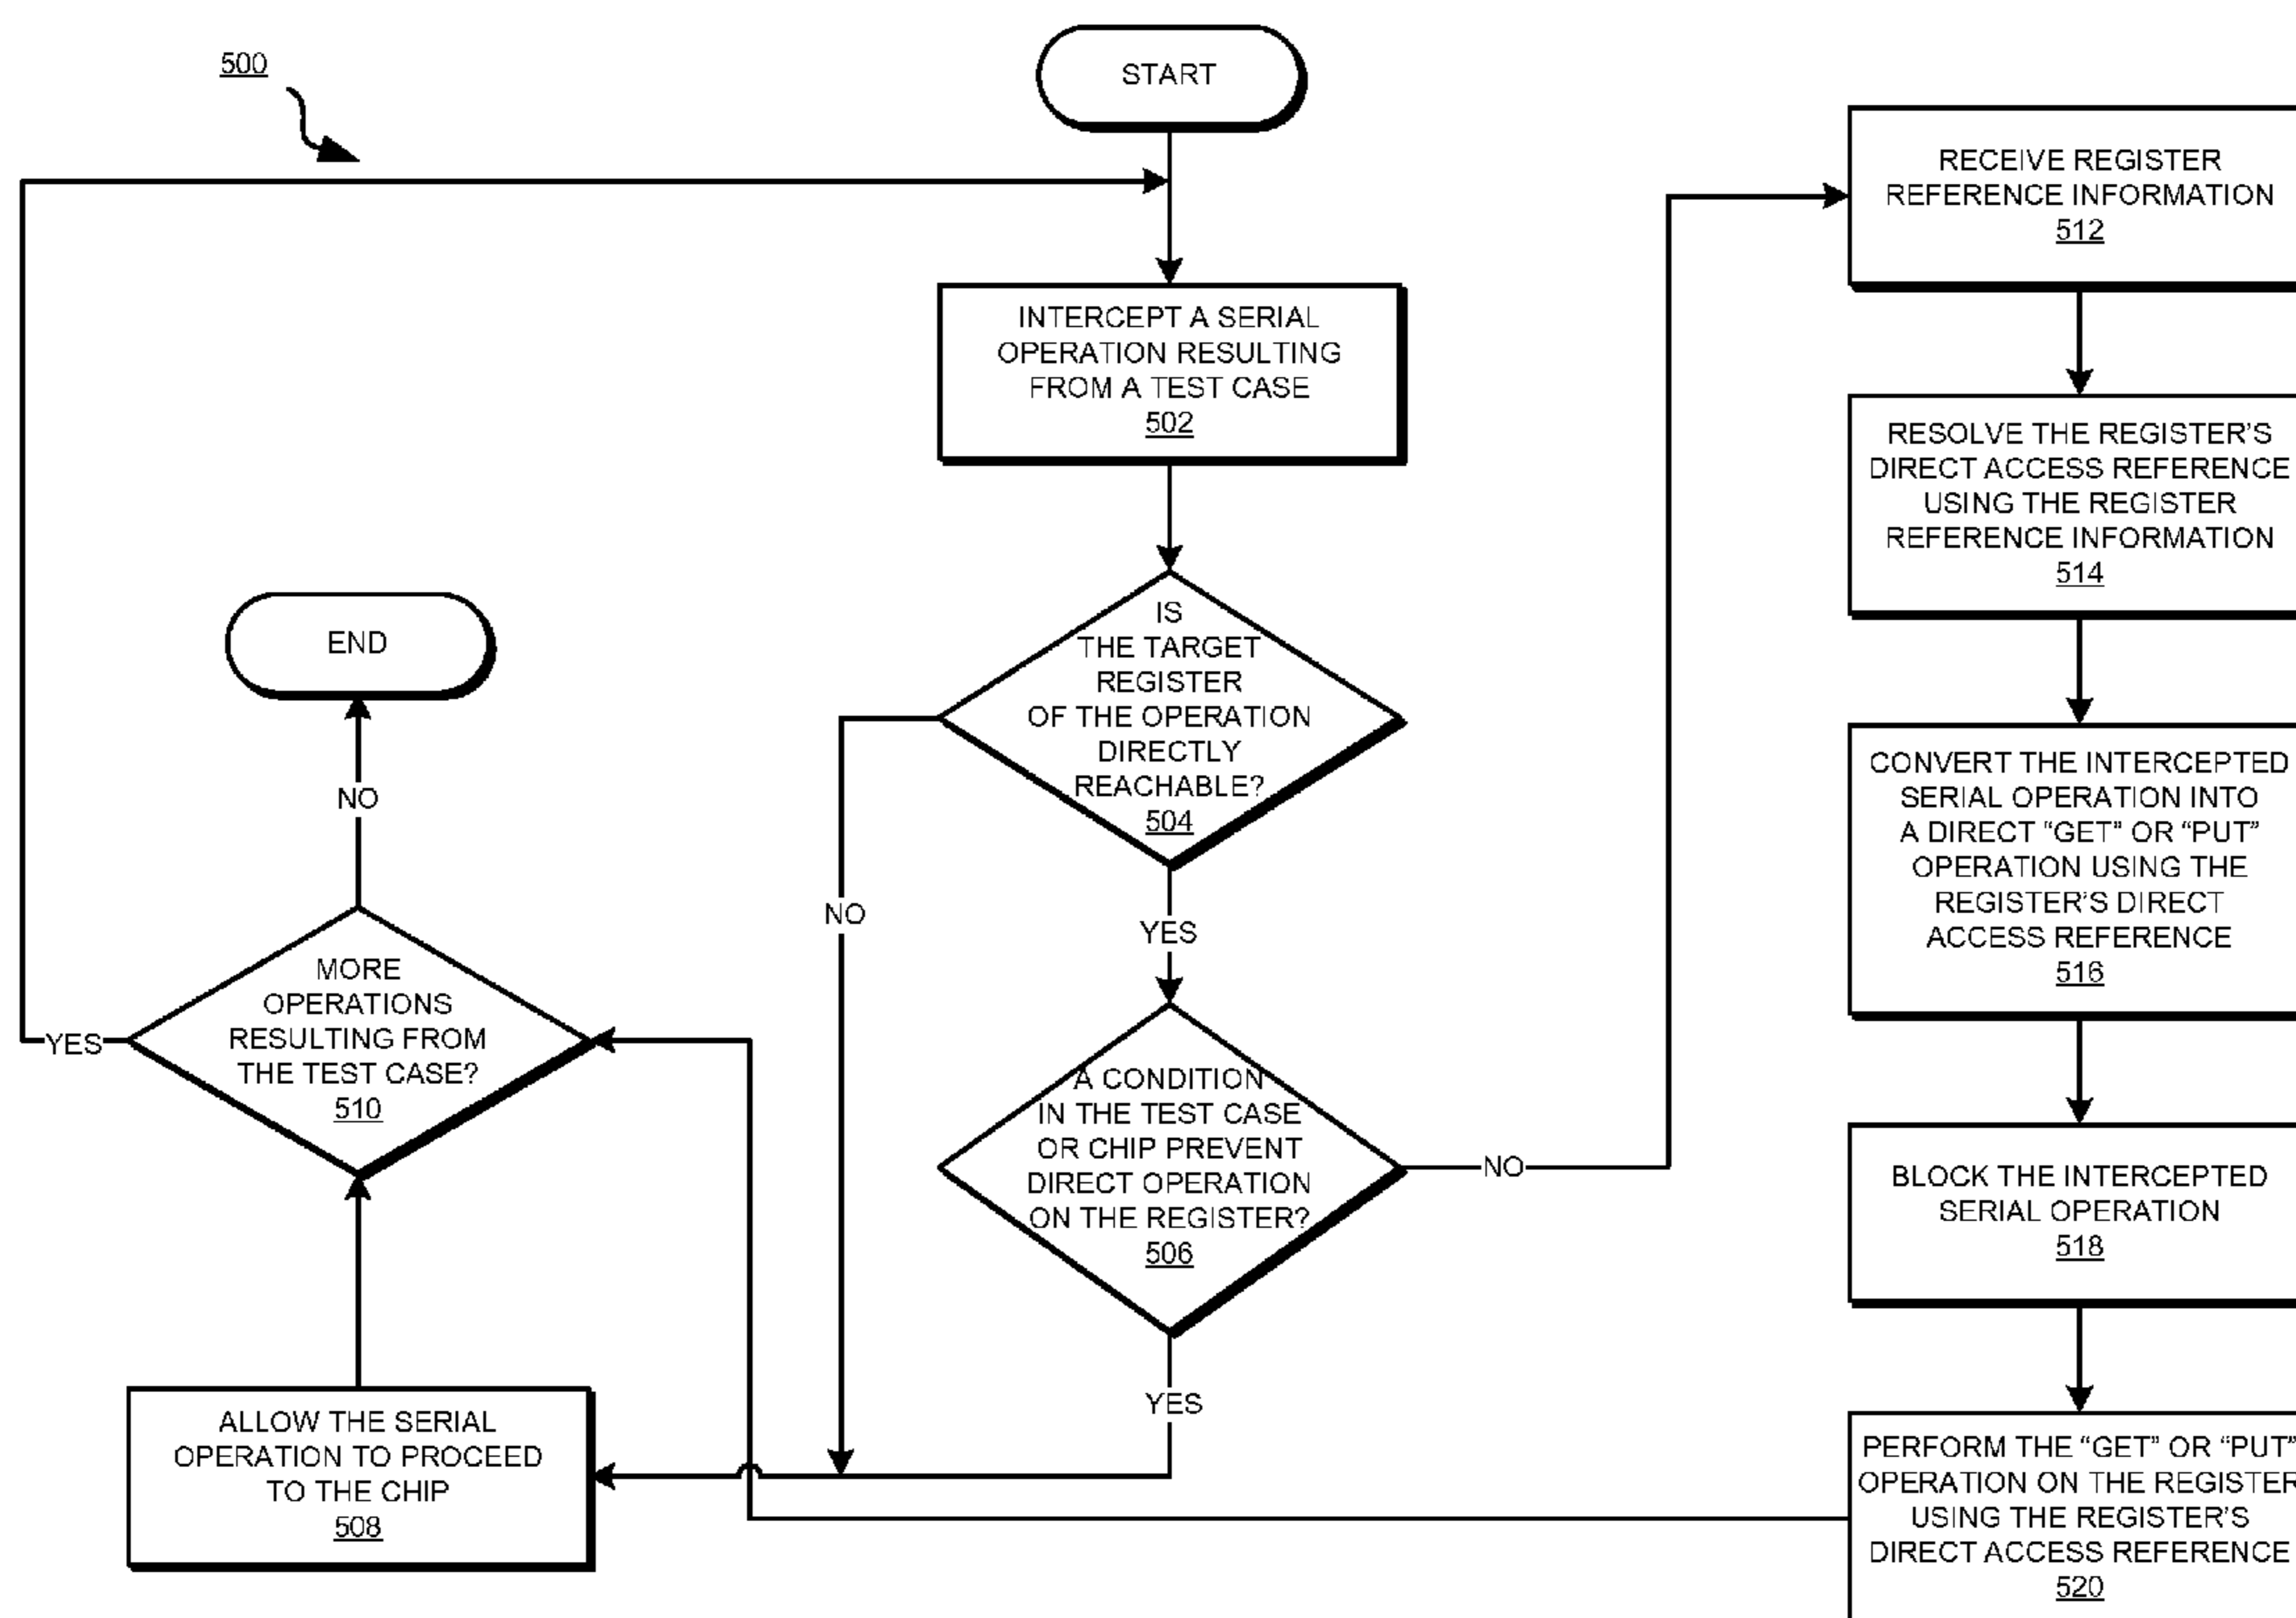 500
START
INTERCEPT A SERIAL
OPERATION RESULTING
FROM A TEST CASE
502
IS
THE TARGET
REGISTER
OF THE OPERATION
DIRECTLY
REACHABLE?
504
NO
YES
A CONDITION
IN THE TEST CASE
OR CHIP PREVENT
DIRECT OPERATION
ON THE REGISTER?
506
NO
YES
ALLOW THE SERIAL
OPERATION TO PROCEED
TO THE CHIP
508
MORE
OPERATIONS
RESULTING FROM
THE TEST CASE?
510
YES
NO
END
RECEIVE REGISTER
REFERENCE INFORMATION
512
RESOLVE THE REGISTER’S
DIRECT ACCESS REFERENCE
USING THE REGISTER
REFERENCE INFORMATION
514
CONVERT THE INTERCEPTED
SERIAL OPERATION INTO
A DIRECT “GET” OR “PUT”
OPERATION USING THE
REGISTER’S DIRECT
ACCESS REFERENCE
516
BLOCK THE INTERCEPTED
SERIAL OPERATION
518
PERFORM THE “GET” OR “PUT”
OPERATION ON THE REGISTER
USING THE REGISTER’S
DIRECT ACCESS REFERENCE
520